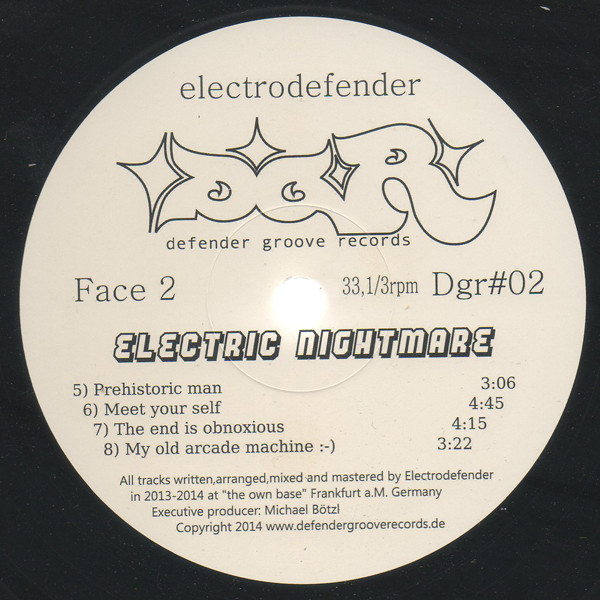 electrodefender
DGR
defender groove records
Face 2 33,1/3rpm Dgr#02
ELECTRIC NIGHTMARE
5) Prehistoric man 3:06
6) Meet your self 4:45
7) The end is obnoxious 4:15
8) My old arcade machine :-) 3:22
All tracks written,arranged,mixed and mastered by Electrodefender
in 2013-2014 at "the own base" Frankfurt a.M. Germany
Executive producer: Michael Bötzl
Copyright 2014 www.defendergrooverecords.de